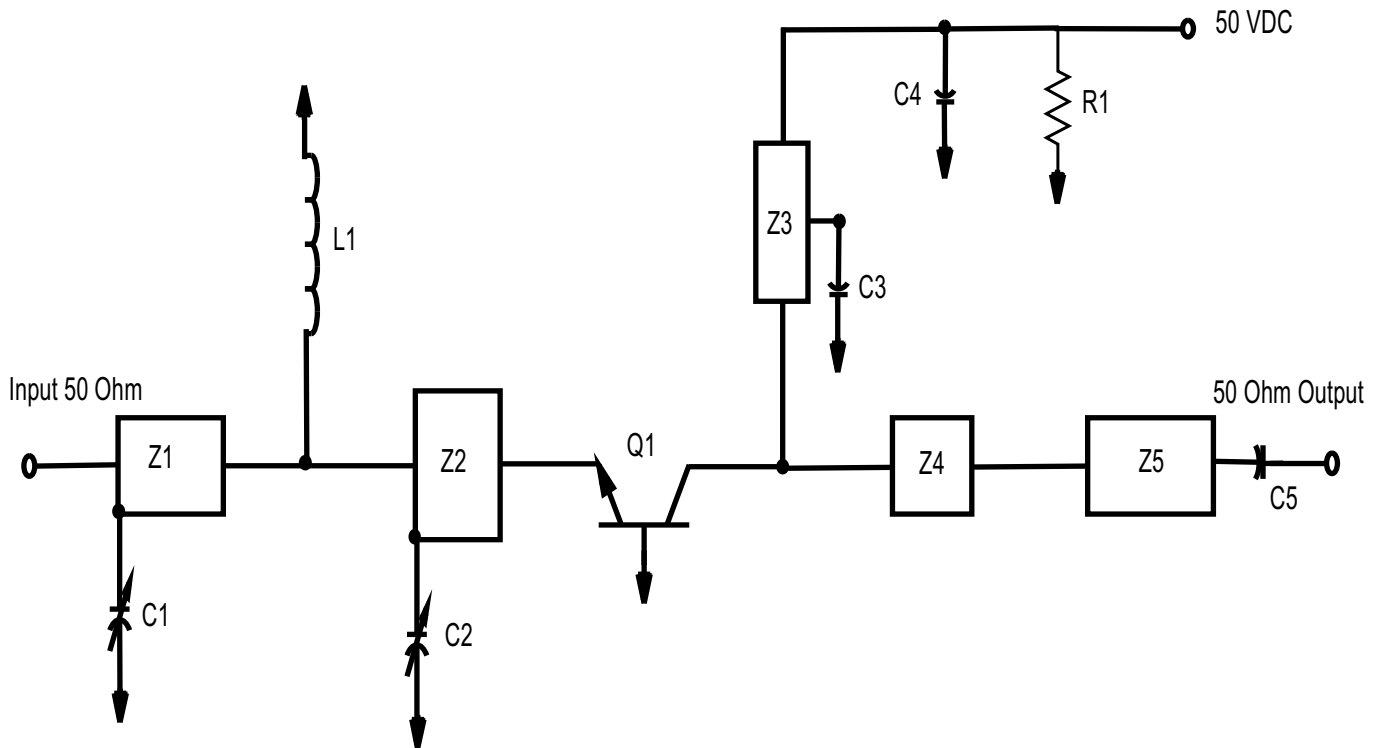 50 VDC
C4
R1
Z3
L1
C3
Input 50 Ohm
50 Ohm Output
Z1
Z2
Q1
Z4
Z5
C5
C1
C2